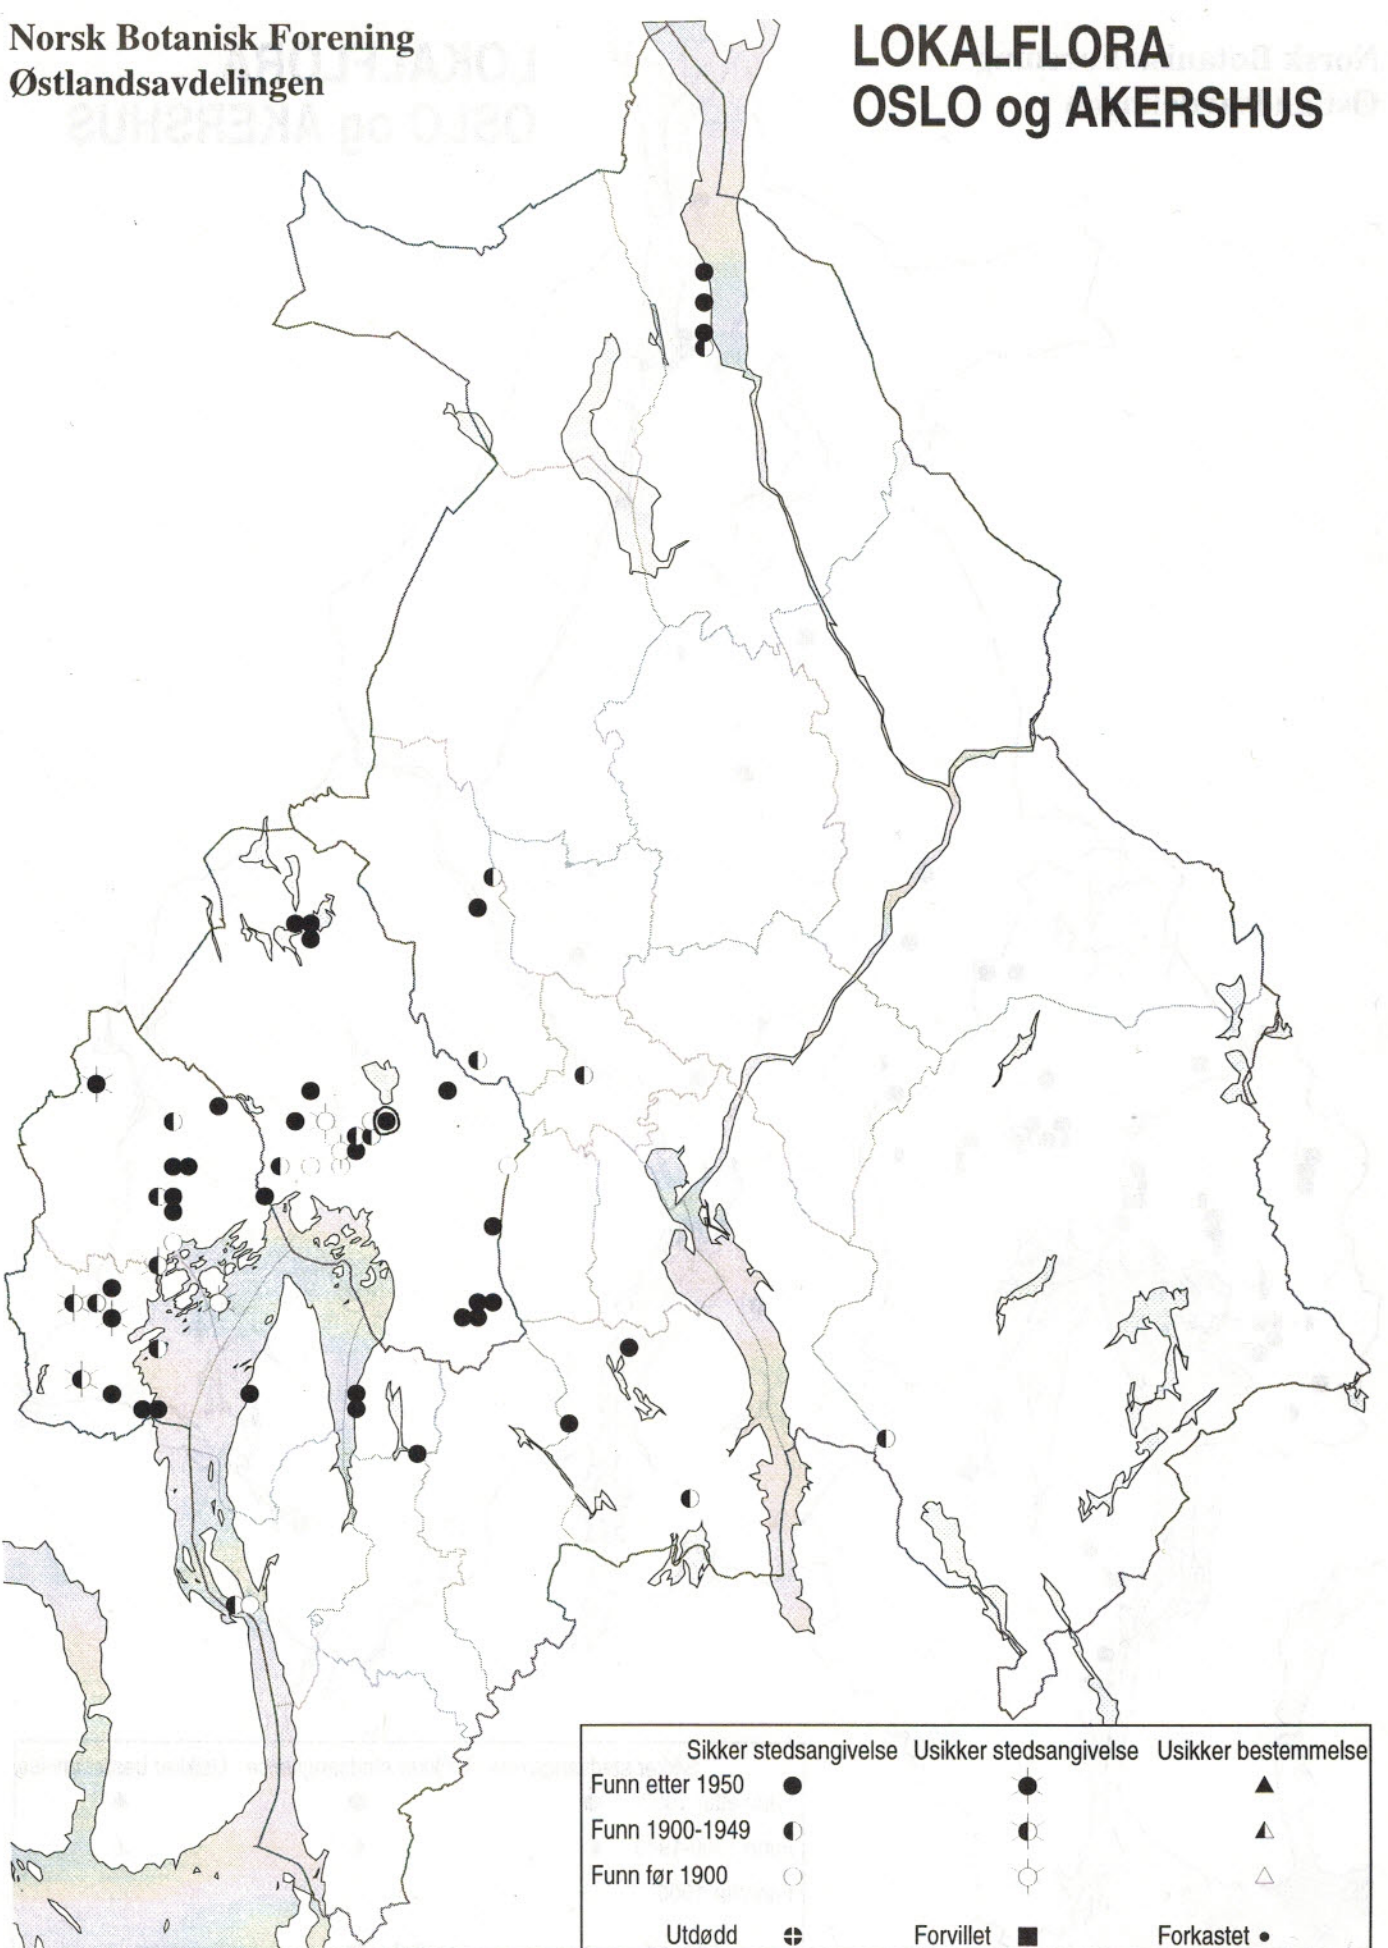 Norsk Botanisk Forening
Østlandsavdelingen
LOKALFLORA
OSLO og AKERSHUS
Sikker stedsangivelse Usikker stedsangivelse Usikker bestemmelse
Funn etter 1950
Funn 1900-1949
Funn før 1900
Utdødd Forvillet Forkastet